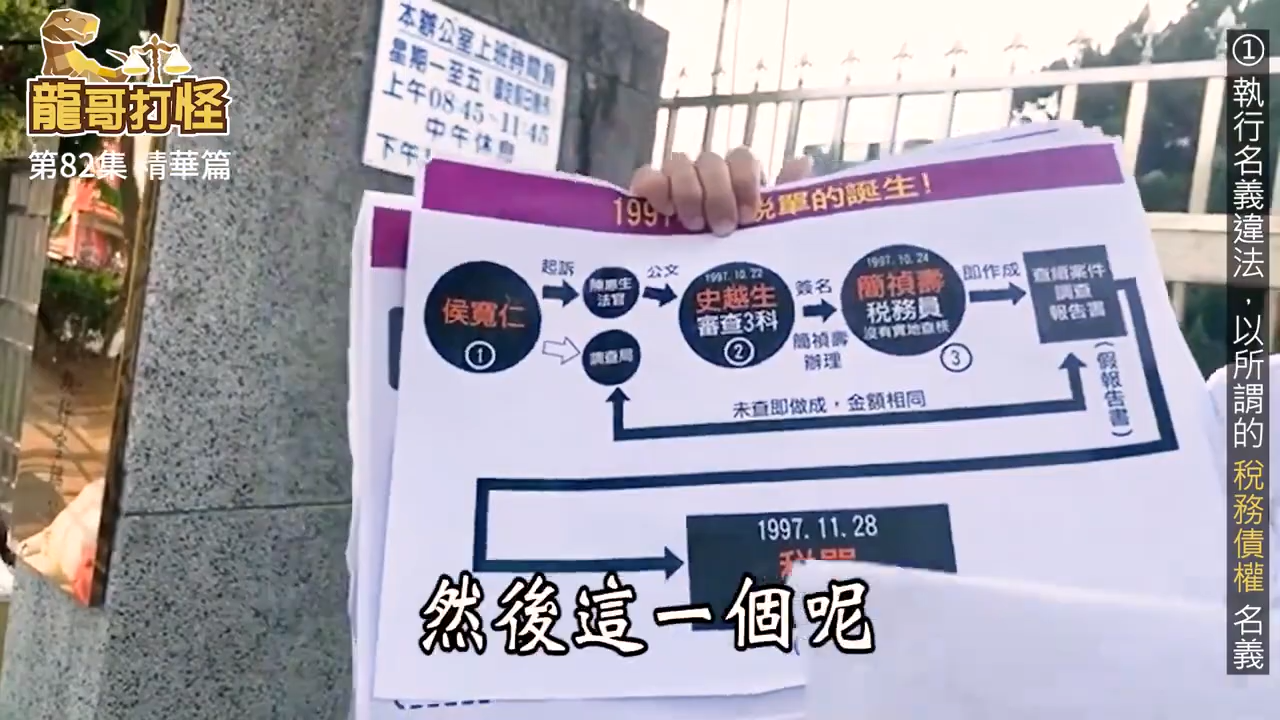 龍哥打怪
第82集 精華篇
本辦公室上班時間會
星期一至五
上午08:45~11:45
中午休息
下午
① 執行名義違法，以所謂的 稅務債權 名義
1997
稅單的誕生！
侯寬仁
①
起訴
陳惠生
法官
公文
調查局
1997.10.22
史越生
審查3科
②
簽名
簡禎壽
辦理
1997.10.24
簡禎壽
稅務員
沒有實地查核
③
即作成
查緝案件
調查
報告書
(假報告書)
未查即做成，金額相同
1997.11.28
然後這一個呢